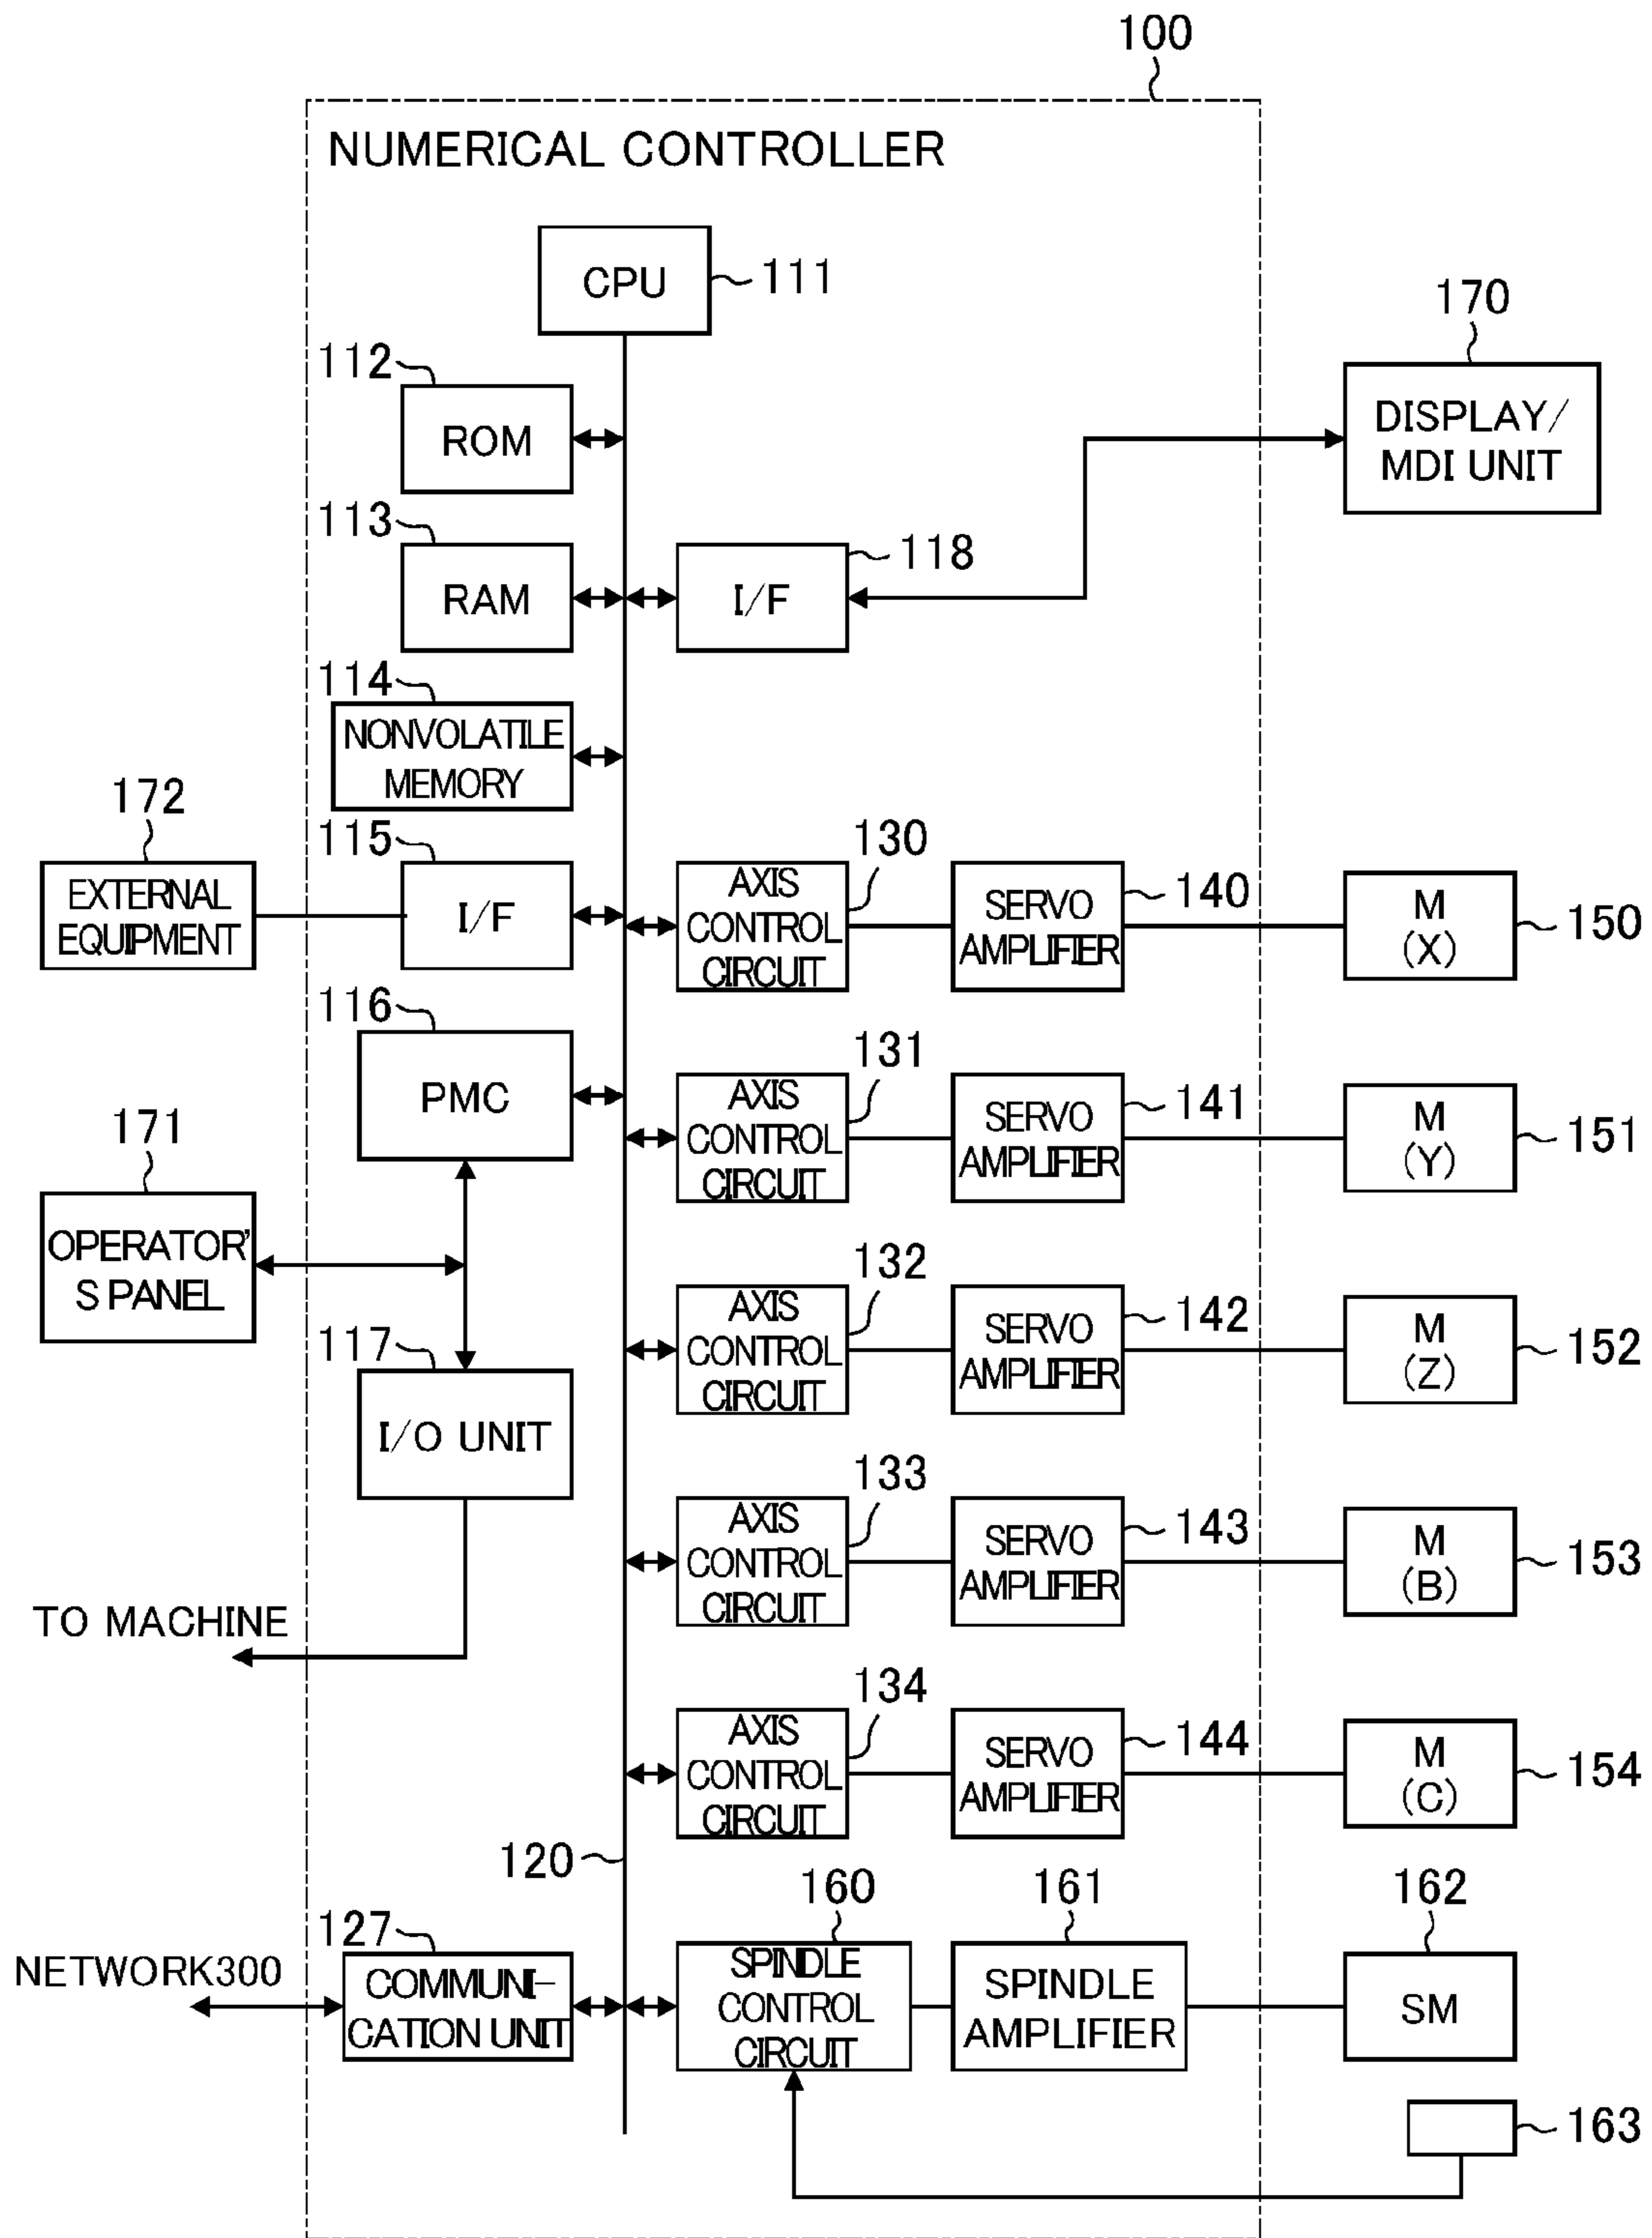 100
NUMERICAL CONTROLLER
CPU
111
170
DISPLAY/
MDI UNIT
112
ROM
113
RAM
118
I/F
114
NONVOLATILE
MEMORY
172
EXTERNAL
EQUIPMENT
115
I/F
130
AXIS
CONTROL
CIRCUIT
140
SERVO
AMPLIFIER
M
(X)
150
116
PMC
131
AXIS
CONTROL
CIRCUIT
141
SERVO
AMPLIFIER
M
(Y)
151
171
OPERATOR'
S PANEL
132
AXIS
CONTROL
CIRCUIT
142
SERVO
AMPLIFIER
M
(Z)
152
117
I/O UNIT
133
AXIS
CONTROL
CIRCUIT
143
SERVO
AMPLIFIER
M
(B)
153
TO MACHINE
134
AXIS
CONTROL
CIRCUIT
144
SERVO
AMPLIFIER
M
(C)
154
120
127
NETWORK300
COMMUNI-
CATION UNIT
160
SPINDLE
CONTROL
CIRCUIT
161
SPINDLE
AMPLIFIER
162
SM
163